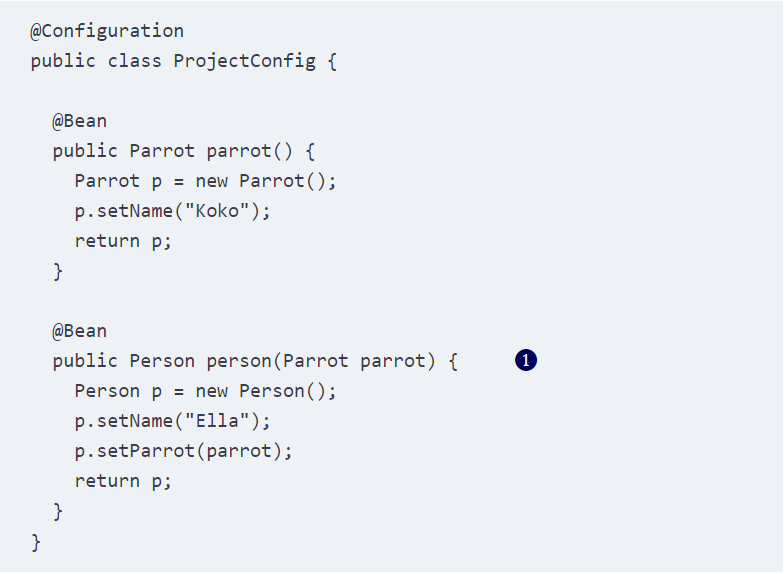 @Configuration
public class ProjectConfig {

  @Bean
  public Parrot parrot() {
    Parrot p = new Parrot();
    p.setName("Koko");
    return p;
  }

  @Bean
  public Person person(Parrot parrot) {     ❶
    Person p = new Person();
    p.setName("Ella");
    p.setParrot(parrot);
    return p;
  }
}